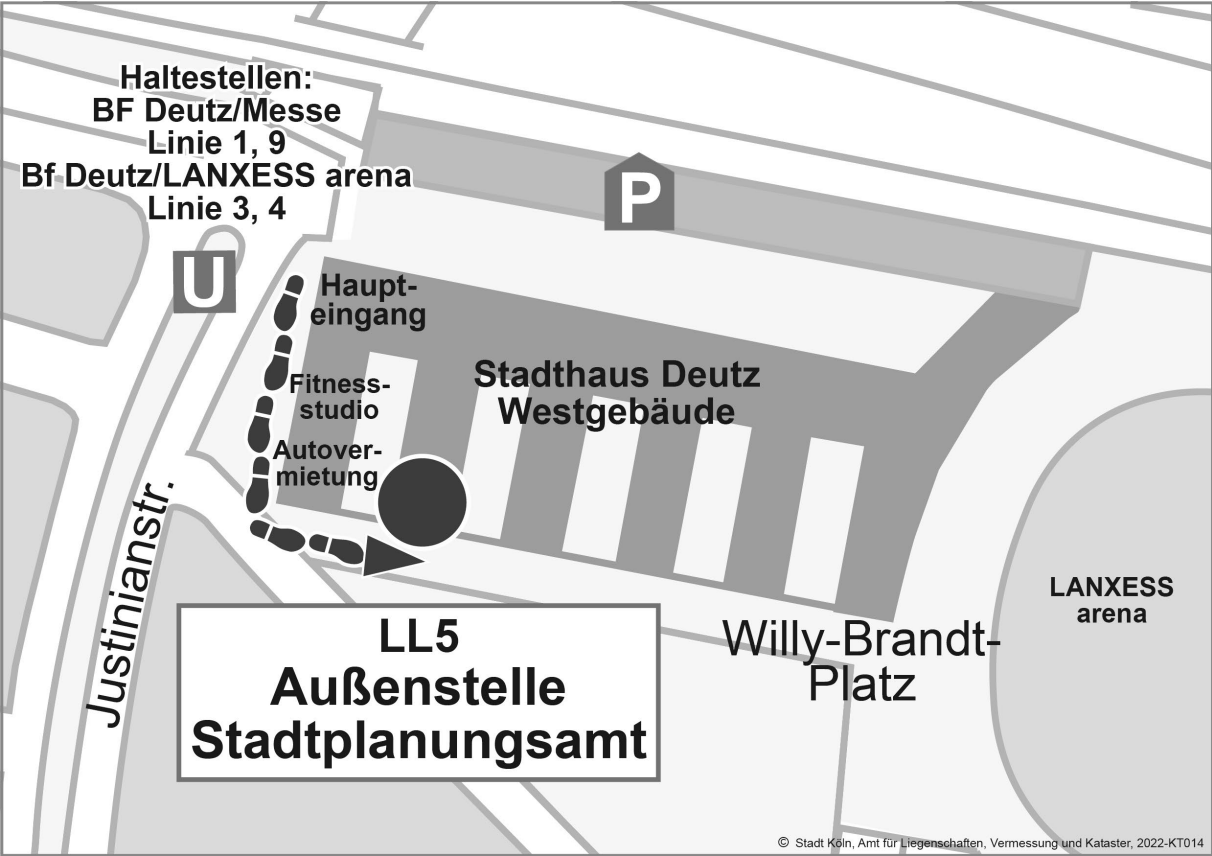 Haltestellen:
BF Deutz/Messe
Linie 1, 9
Bf Deutz/LANXESS arena
Linie 3, 4
P
U
Haupt-
eingang
Fitness-
studio
Autover-
mietung
Stadthaus Deutz
Westgebäude
Justinianstr.
LANXESS
arena
Willy-Brandt-
Platz
LL5
Außenstelle
Stadtplanungsamt
© Stadt Köln, Amt für Liegenschaften, Vermessung und Kataster, 2022-KT014